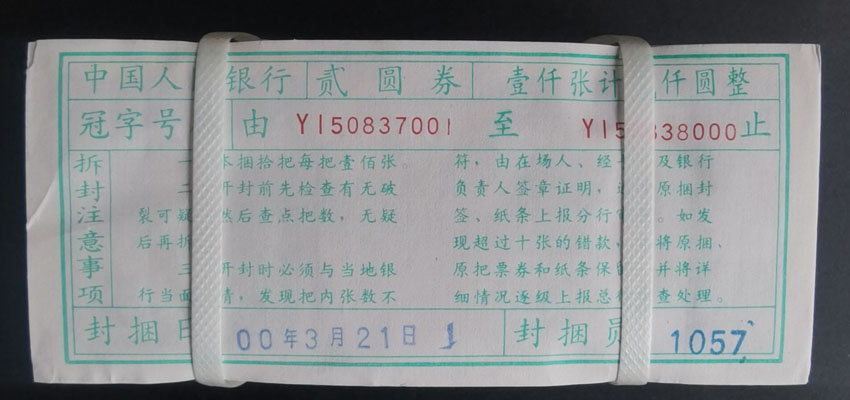 中国人 银行 贰圆券 壹仟张计 仟圆整
冠字号 由 YI50837001 至 YI5 838000 止
拆封注意事项
一 本捆拾把每把壹佰张。
二 开封前先检查有无破
裂可疑 然后查点把数，无疑
后再拆
三 开封时必须与当地银
行当面 清，发现把内张数不
符，由在场人、经 及银行
负责人签章证明， 原捆封
签、纸条上报分行 。如发
现超过十张的错款， 将原捆、
原把票券和纸条保 并将详
细情况逐级上报总 查处理。
封捆日 00年3月21日 封捆员 1057